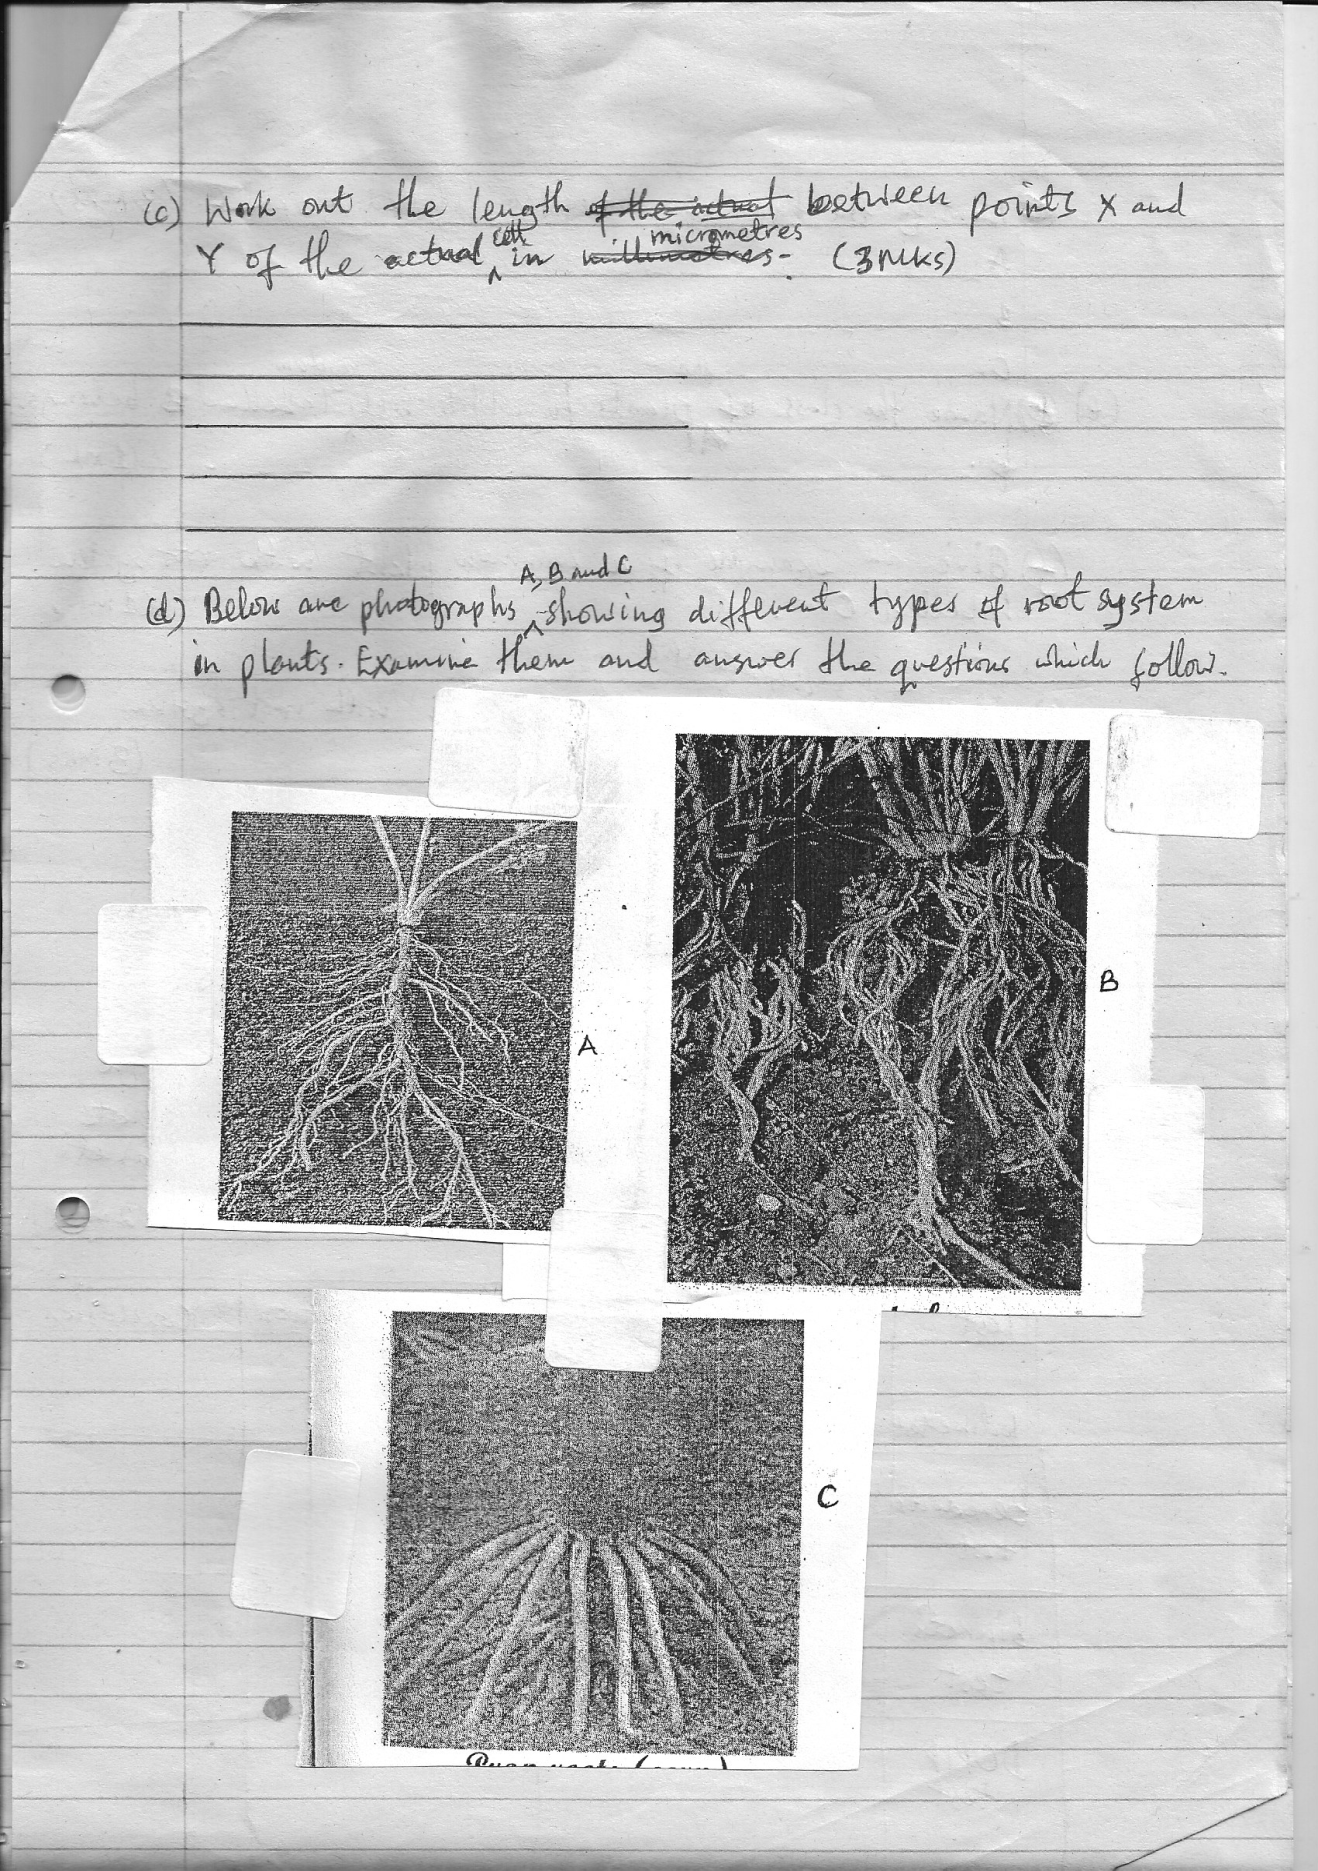 (c) Work out the length of the actual between points X and
Y of the actual cell in millimetres micrometres. (3Mks)
A, B and C
(d) Below are photographs showing different types of root system
in plants. Examine them and answer the questions which follow.
A
B
C